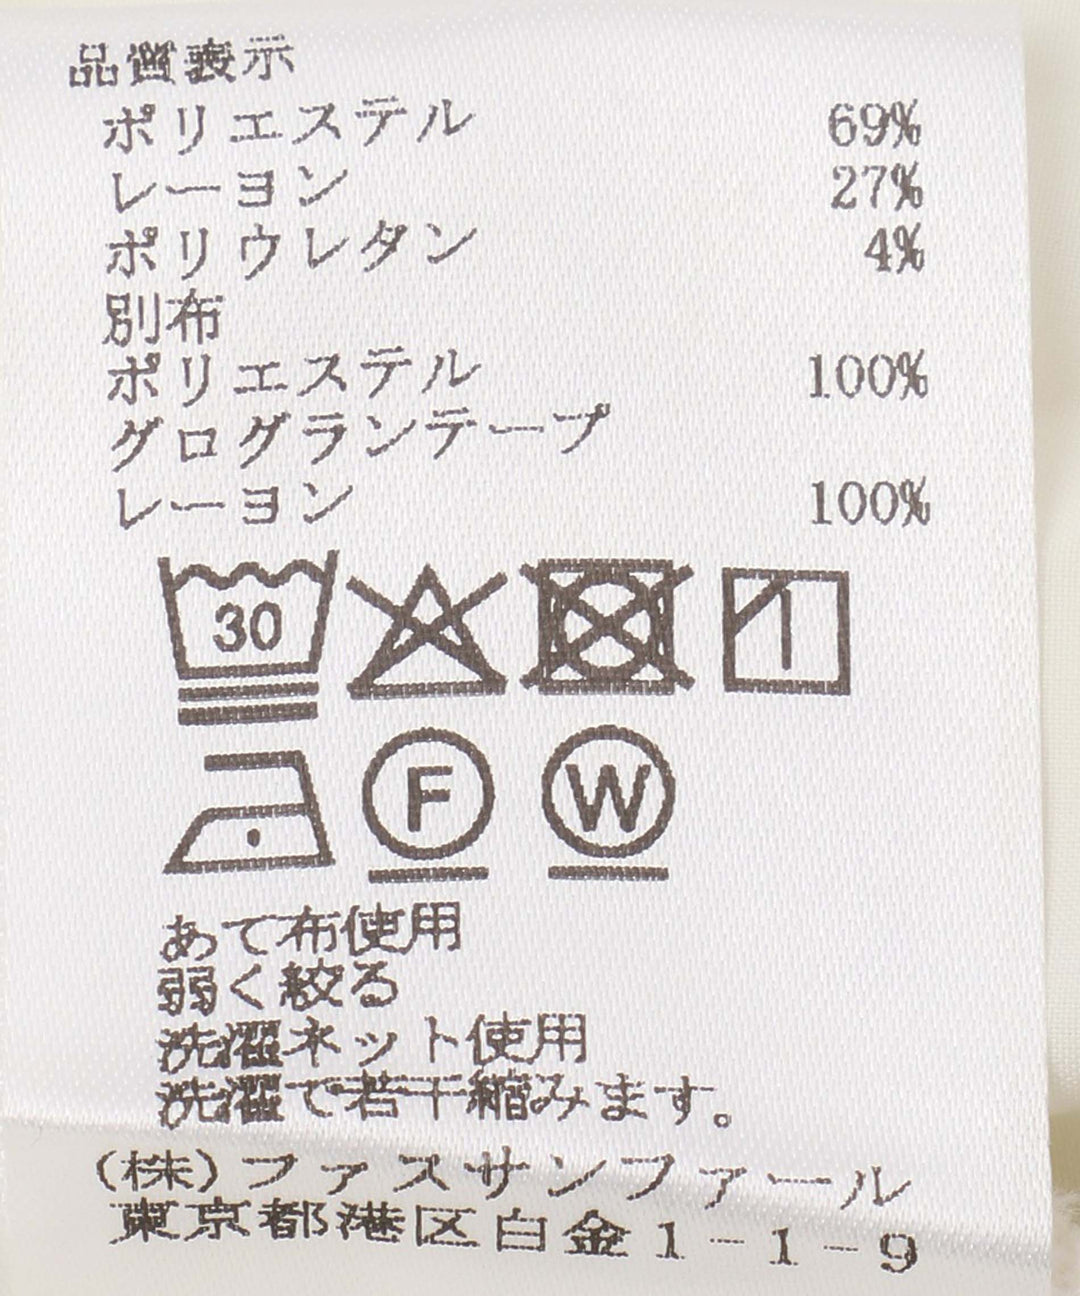 品質表示
ポリエステル 69%
レーヨン 27%
ポリウレタン 4%
別布
ポリエステル 100%
グログランテープ
レーヨン 100%
30
F W
あて布使用
弱く絞る
洗濯ネット使用
洗濯で若干縮みます。
(株)ファスサンファール
東京都港区白金1-1-9